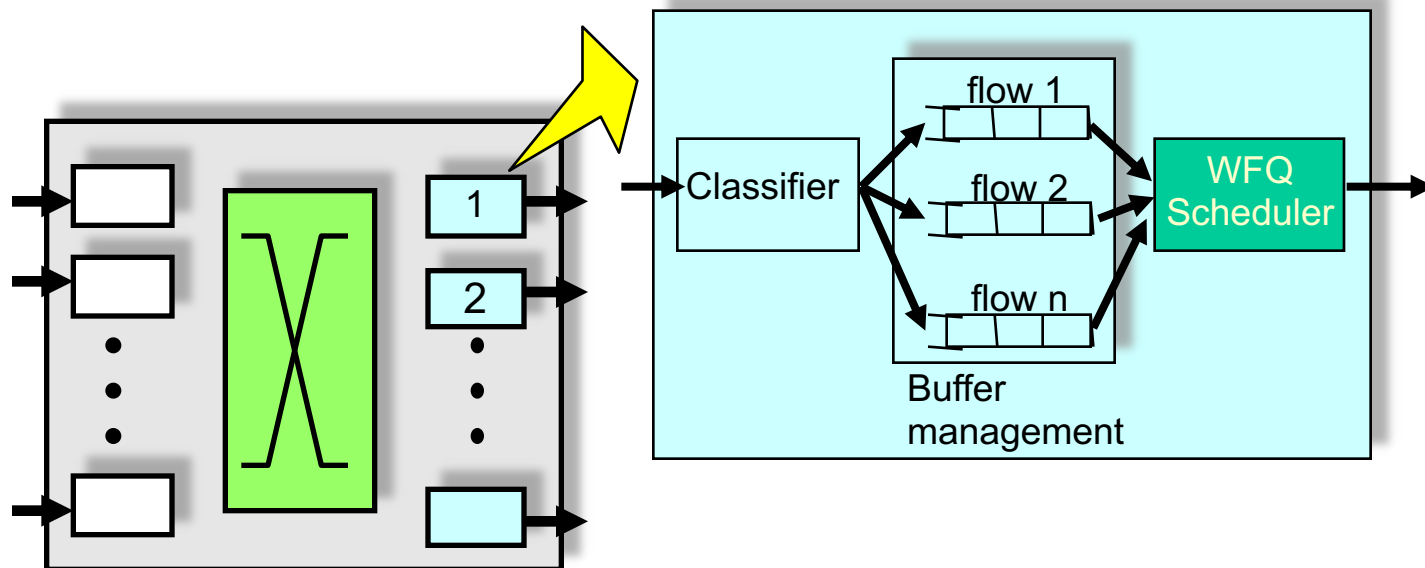 1
2
Classifier
flow 1
flow 2
flow n
Buffer
management
WFQ
Scheduler